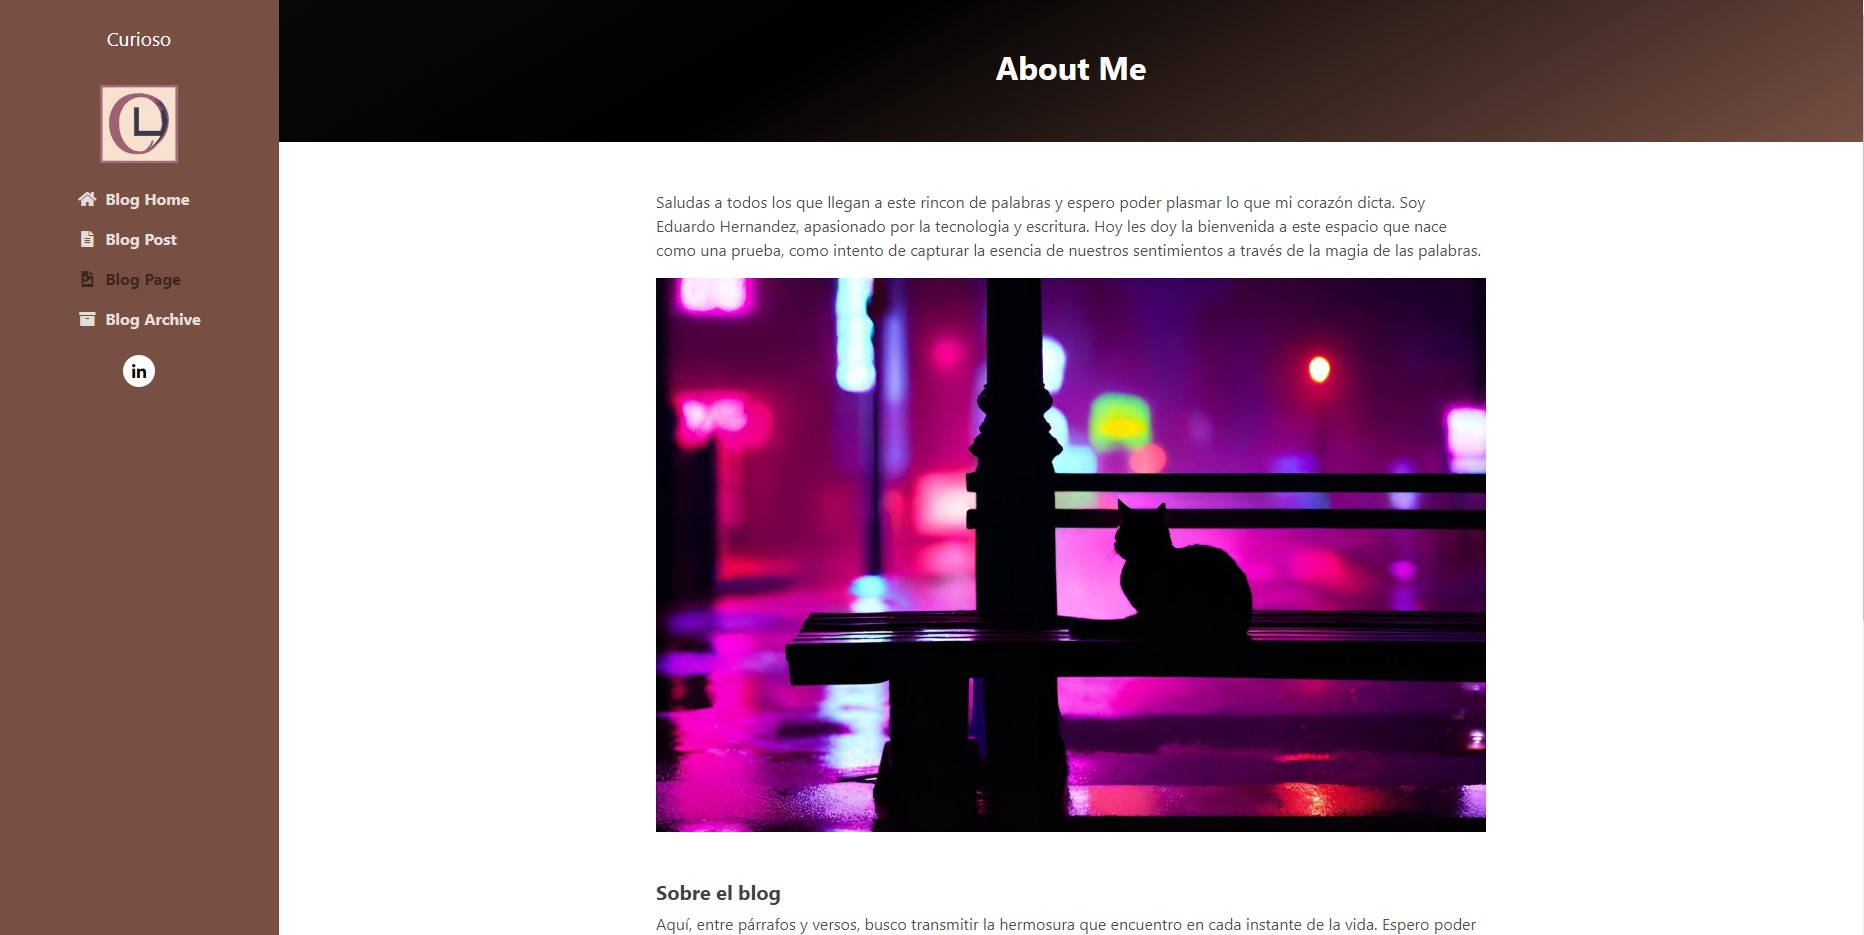 Curioso
Blog Home
Blog Post
Blog Page
Blog Archive
in
About Me
Saludas a todos los que llegan a este rincon de palabras y espero poder plasmar lo que mi corazón dicta. Soy
Eduardo Hernandez, apasionado por la tecnologia y escritura. Hoy les doy la bienvenida a este espacio que nace
como una prueba, como intento de capturar la esencia de nuestros sentimientos a través de la magia de las palabras.
Sobre el blog
Aquí, entre párrafos y versos, busco transmitir la hermosura que encuentro en cada instante de la vida. Espero poder